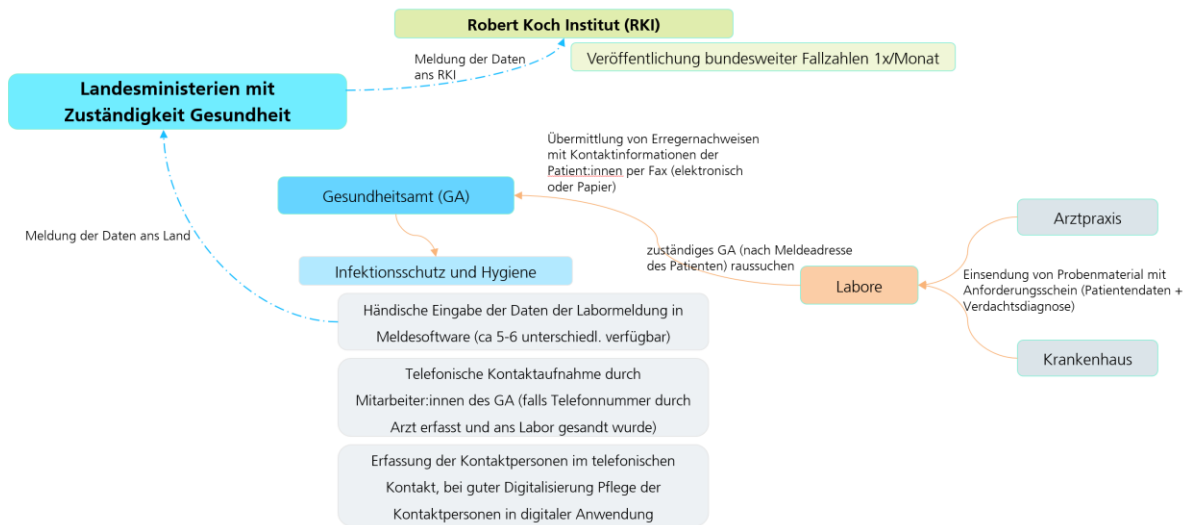 Robert Koch Institut (RKI)
Meldung der Daten
ans RKI
Veröffentlichung bundesweiter Fallzahlen 1x/Monat
Landesministerien mit
Zuständigkeit Gesundheit
Übermittlung von Erregernachweisen
mit Kontaktinformationen der
Patient:innen per Fax (elektronisch
oder Papier)
Gesundheitsamt (GA)
Arztpraxis
Meldung der Daten ans Land
zuständiges GA (nach Meldeadresse
des Patienten) raussuchen
Infektionsschutz und Hygiene
Labore
Einsendung von Probenmaterial mit
Anforderungsschein (Patientendaten +
Verdachtsdiagnose)
Händische Eingabe der Daten der Labormeldung in
Meldesoftware (ca 5-6 unterschiedl. verfügbar)
Krankenhaus
Telefonische Kontaktaufnahme durch
Mitarbeiter:innen des GA (falls Telefonnummer durch
Arzt erfasst und ans Labor gesandt wurde)
Erfassung der Kontaktpersonen im telefonischen
Kontakt, bei guter Digitalisierung Pflege der
Kontaktpersonen in digitaler Anwendung